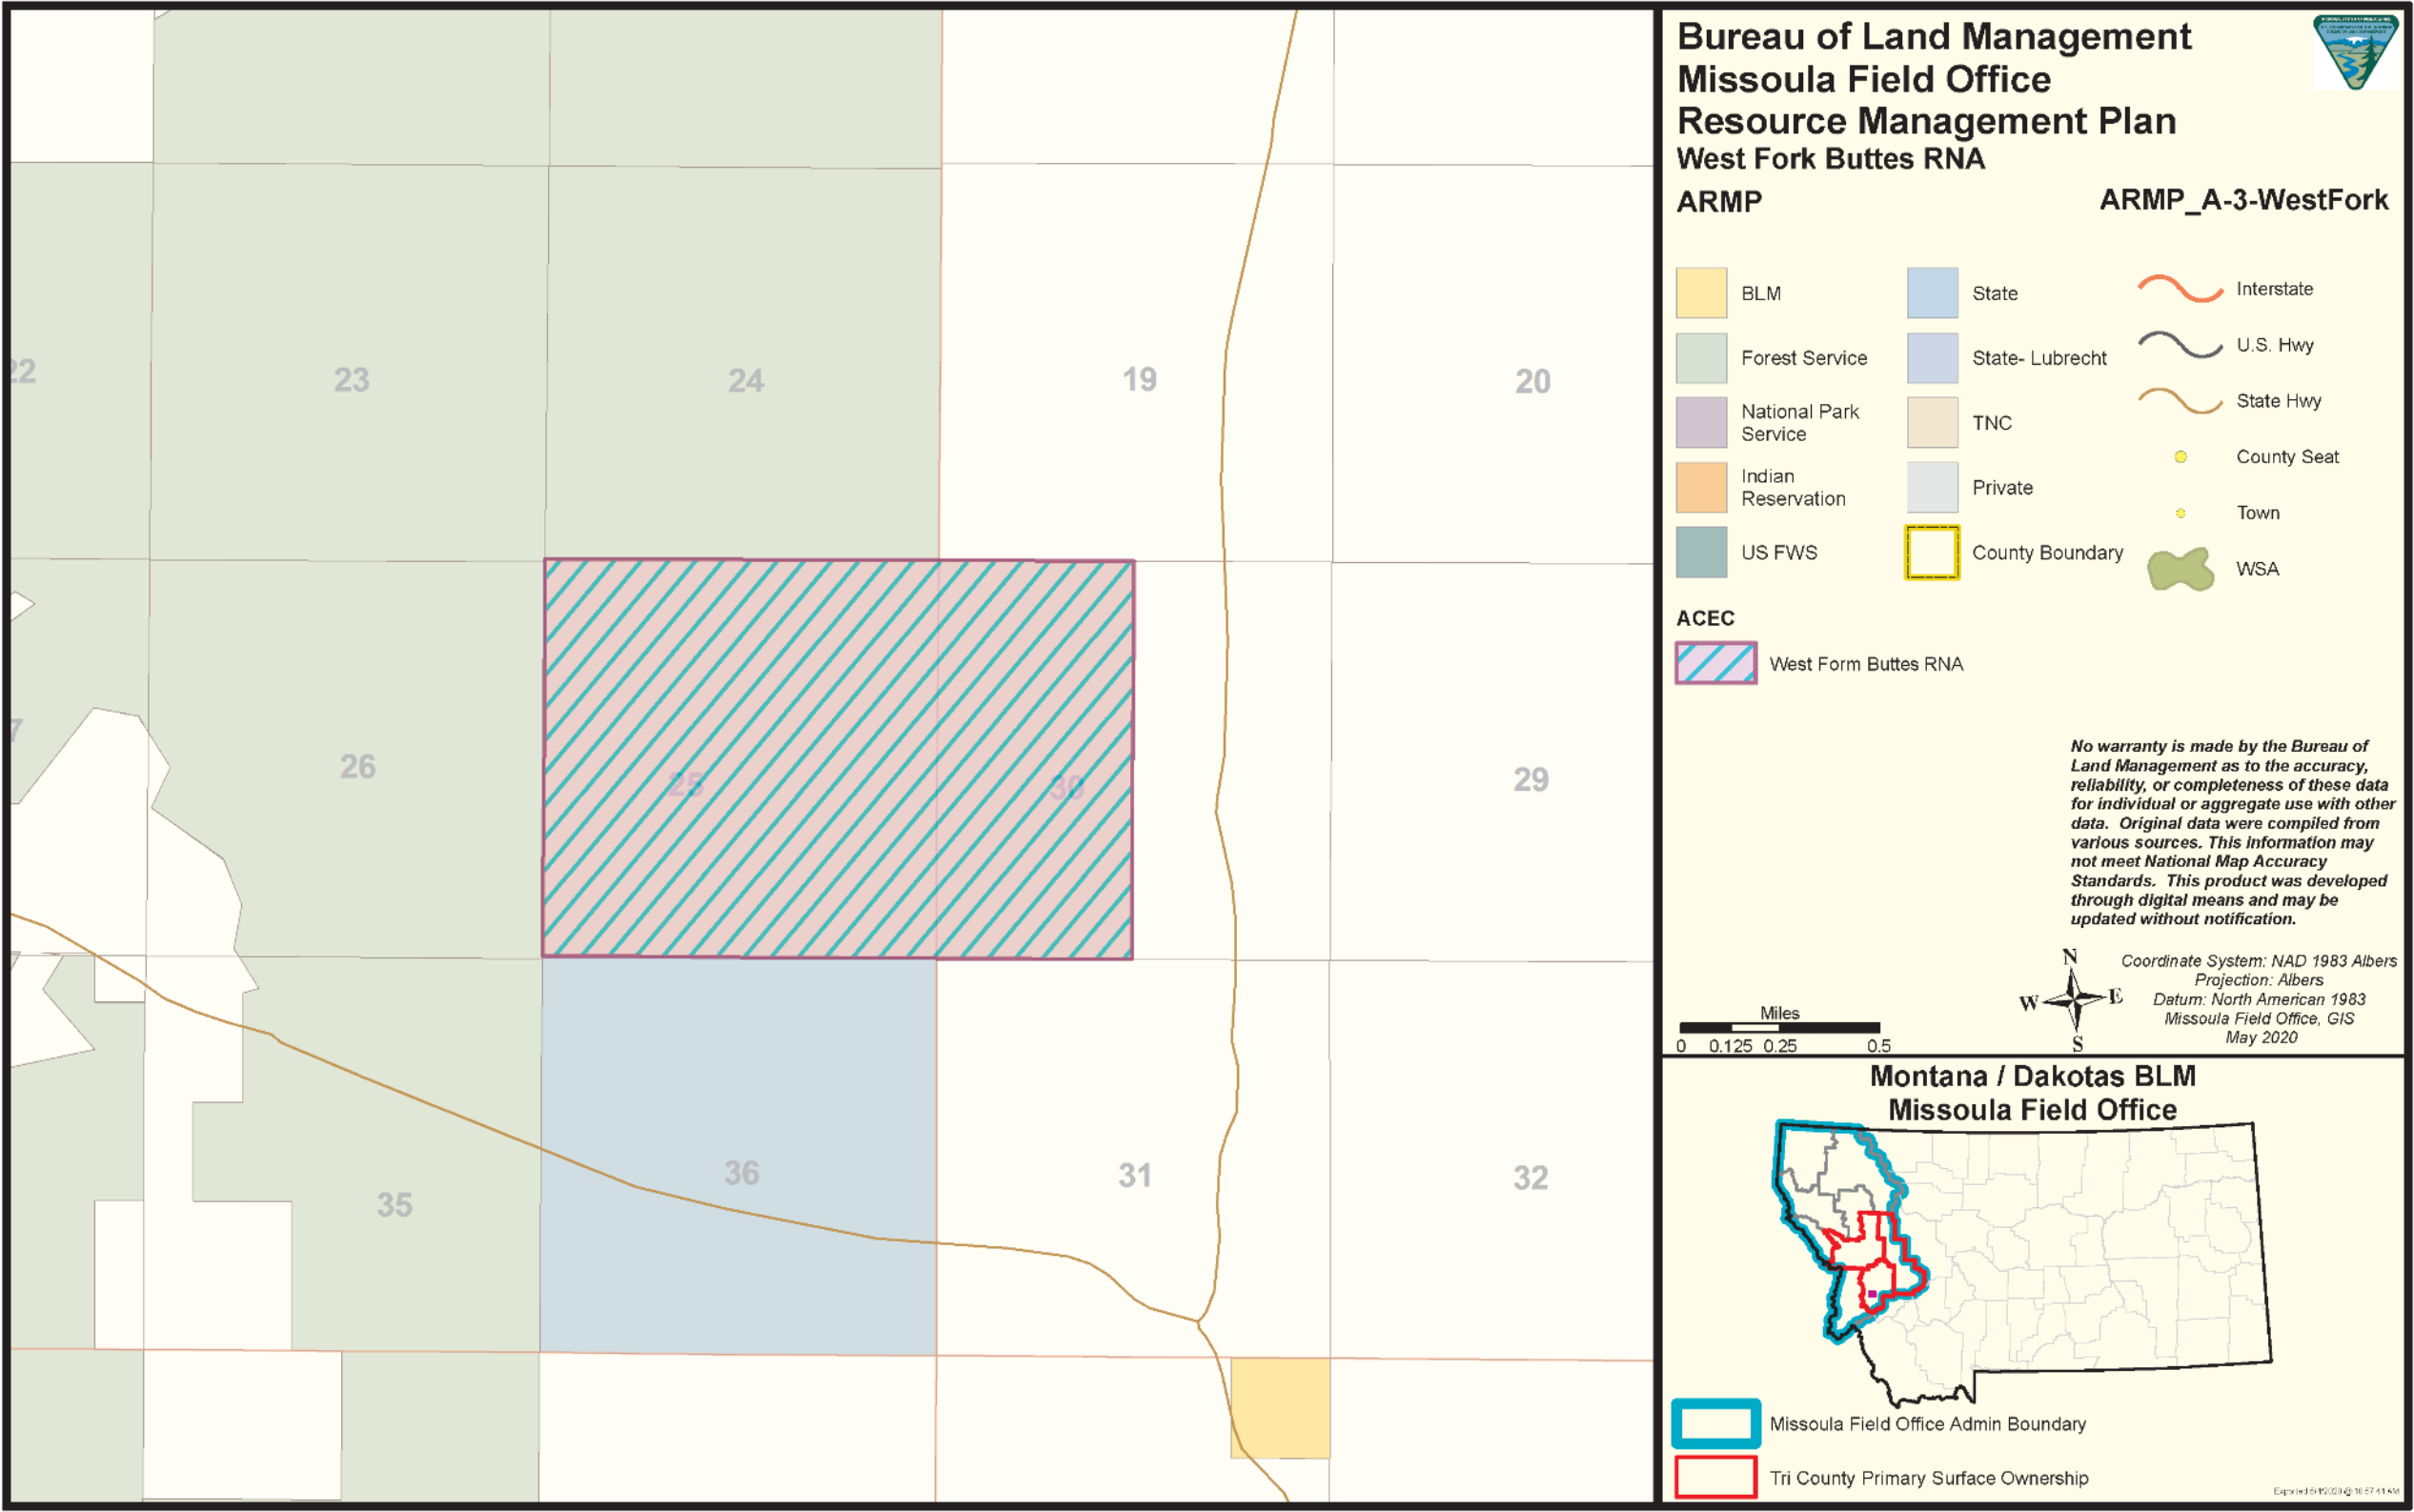 Bureau of Land Management
Missoula Field Office
Resource Management Plan
West Fork Buttes RNA
ARMP
ARMP_A-3-WestFork
BLM
Forest Service
National Park
Service
Indian
Reservation
US FWS
State
State- Lubrecht
TNC
Private
County Boundary
Interstate
U.S. Hwy
State Hwy
County Seat
Town
WSA
ACEC
West Form Buttes RNA
No warranty is made by the Bureau of
Land Management as to the accuracy,
reliability, or completeness of these data
for individual or aggregate use with other
data. Original data were compiled from
various sources. This information may
not meet National Map Accuracy
Standards. This product was developed
through digital means and may be
updated without notification.
N
W E
S
Coordinate System: NAD 1983 Albers
Projection: Albers
Datum: North American 1983
Missoula Field Office, GIS
May 2020
Miles
0 0.125 0.25 0.5
Montana / Dakotas BLM
Missoula Field Office
Missoula Field Office Admin Boundary
Tri County Primary Surface Ownership
22
23
24
19
20
7
26
25
30
29
35
36
31
32